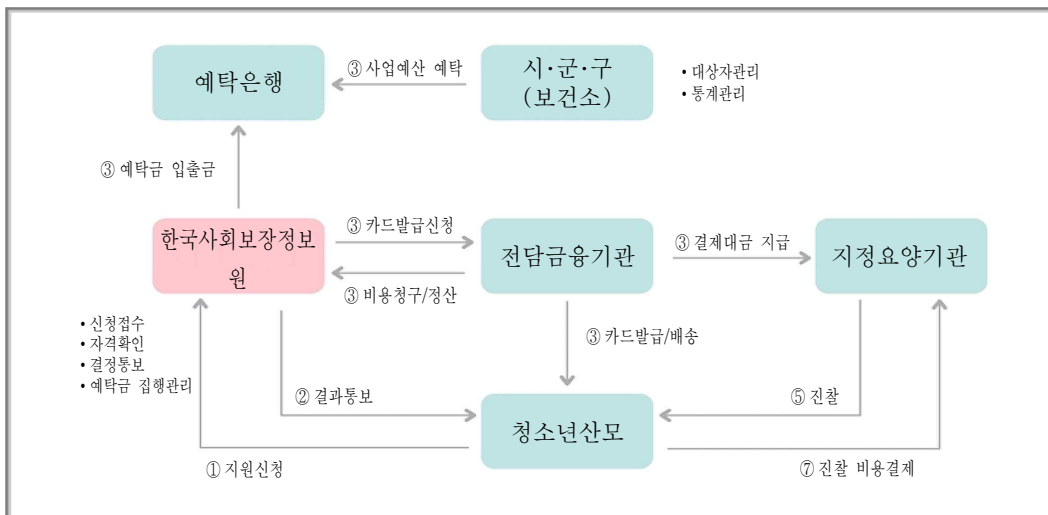 예탁은행
③ 사업예산 예탁
시·군·구
(보건소)
• 대상자관리
• 통계관리
③ 예탁금 입출금
한국사회보장정보
원
③ 카드발급신청
③ 비용청구/정산
전담금융기관
③ 결제대금 지급
지정요양기관
• 신청접수
• 자격확인
• 결정통보
• 예탁금 집행관리
③ 카드발급/배송
② 결과통보
⑤ 진찰
청소년산모
① 지원신청
⑦ 진찰 비용결제